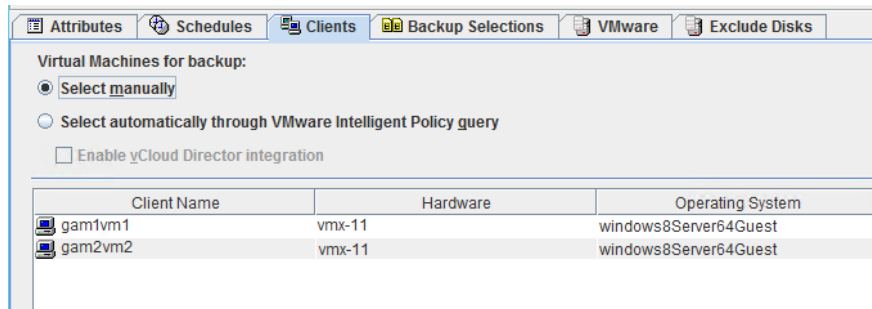 Attributes Schedules Clients Backup Selections VMware Exclude Disks
Virtual Machines for backup:
Select manually
Select automatically through VMware Intelligent Policy query
Enable vCloud Director integration
Client Name Hardware Operating System
gam1vm1 vmx-11 windows8Server64Guest
gam2vm2 vmx-11 windows8Server64Guest